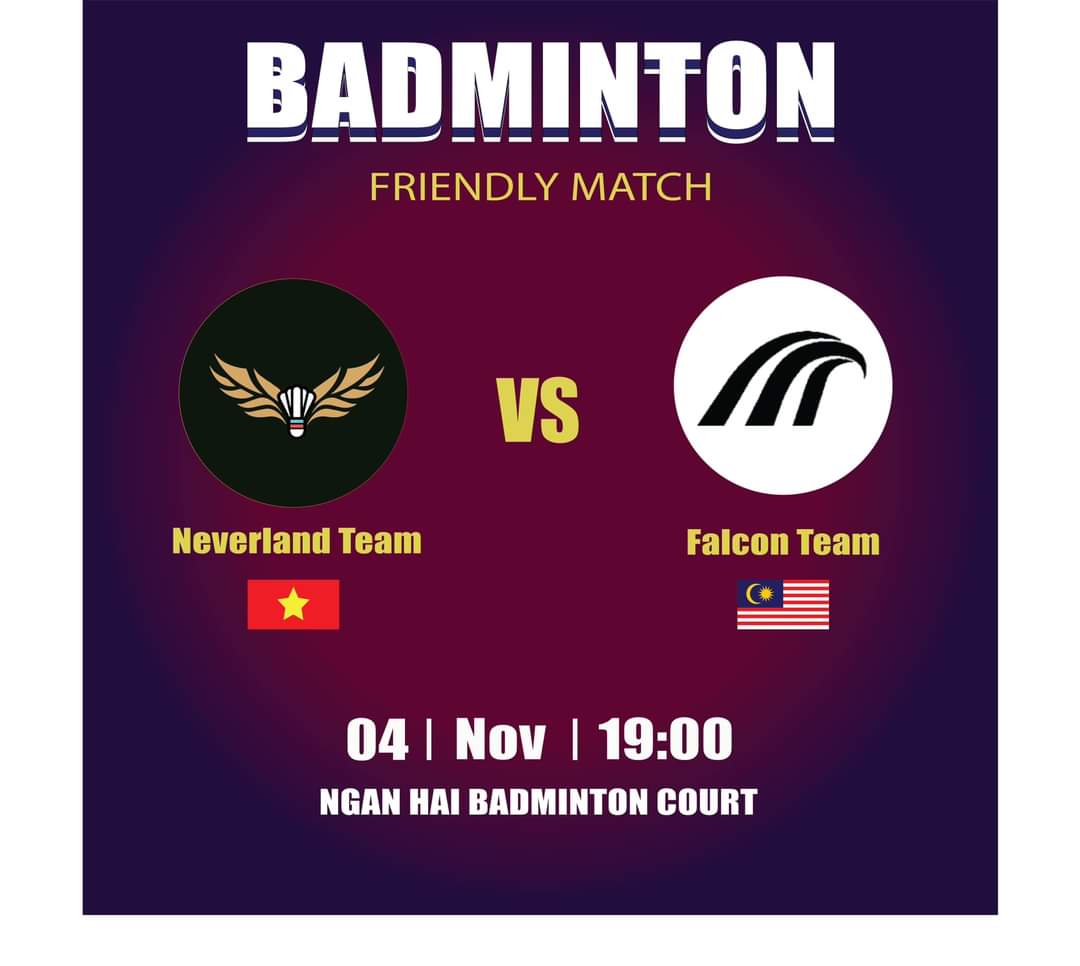 BADMINTON
FRIENDLY MATCH
VS
Neverland Team
Falcon Team
04 | Nov | 19:00
NGAN HAI BADMINTON COURT